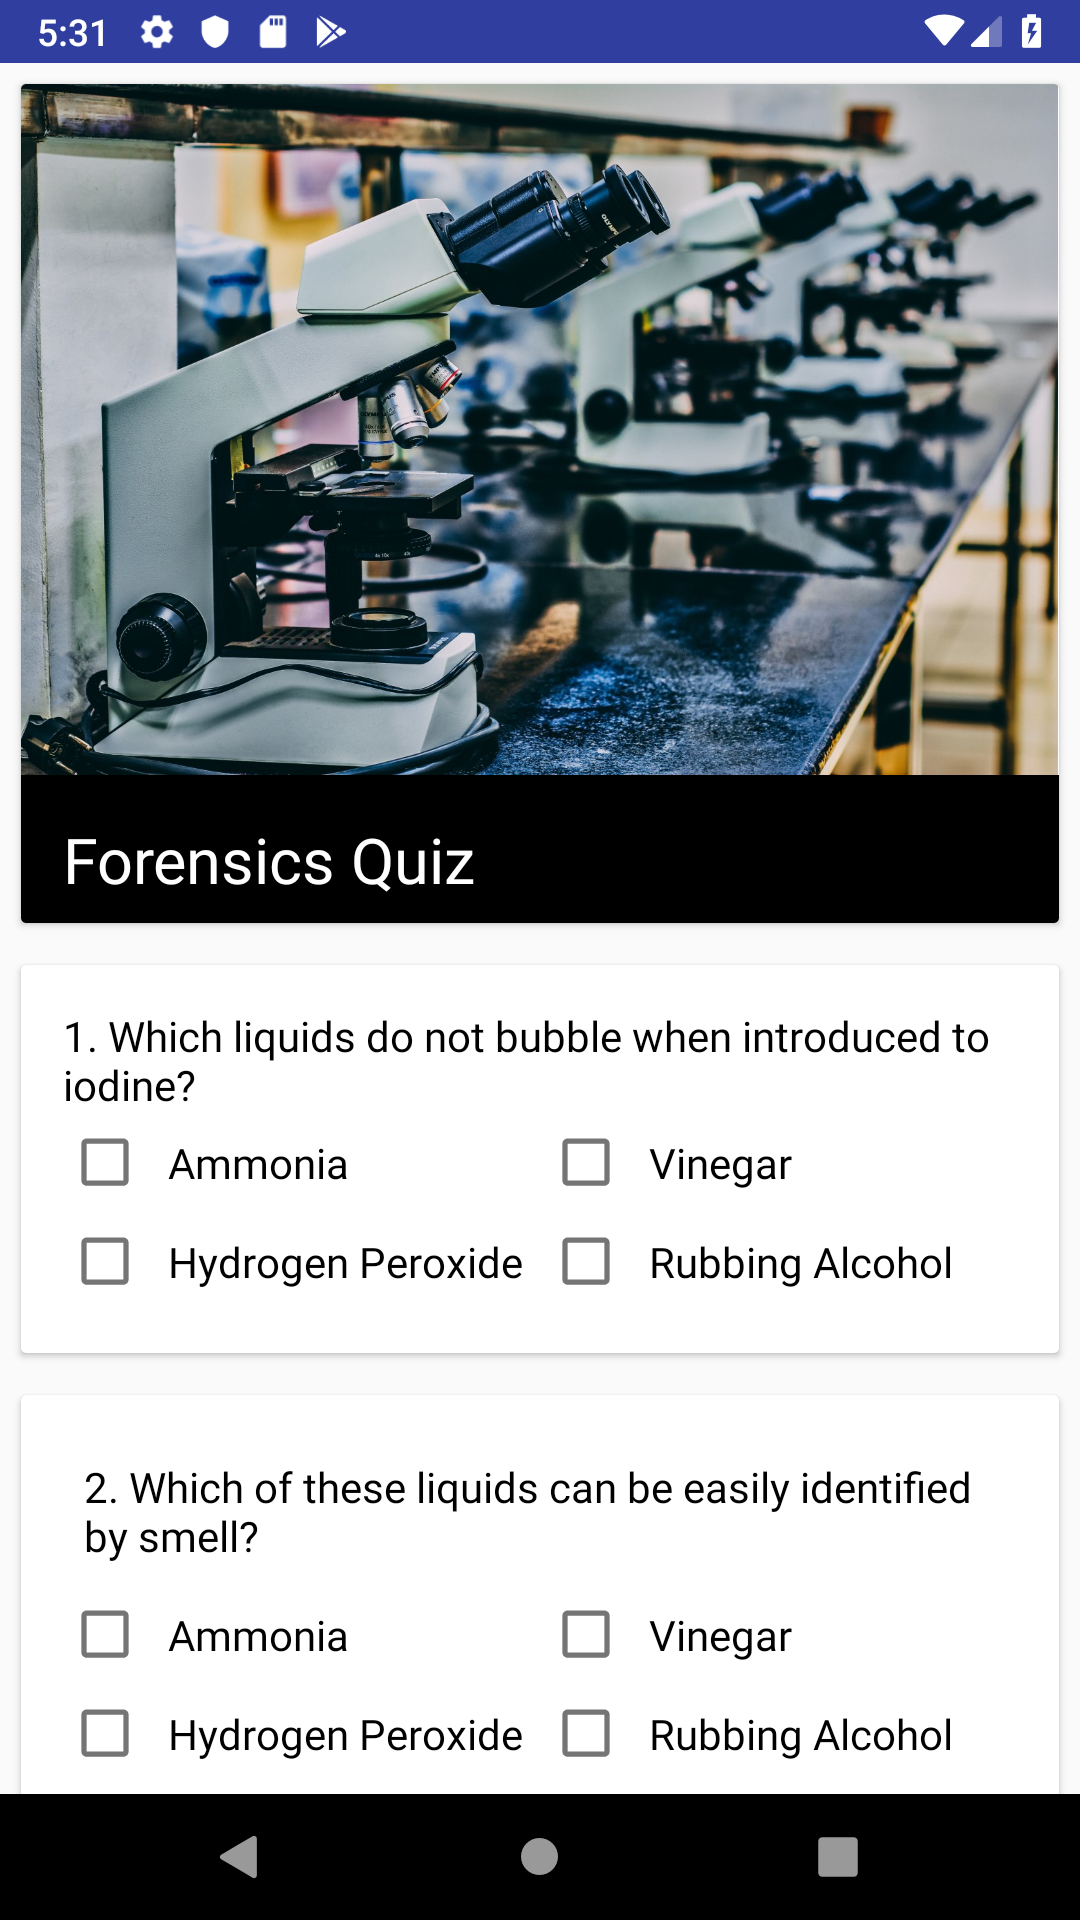 5:31
Forensics Quiz
1. Which liquids do not bubble when introduced to
iodine?
Ammonia
Vinegar
Hydrogen Peroxide
Rubbing Alcohol
2. Which of these liquids can be easily identified
by smell?
Ammonia
Vinegar
Hydrogen Peroxide
Rubbing Alcohol